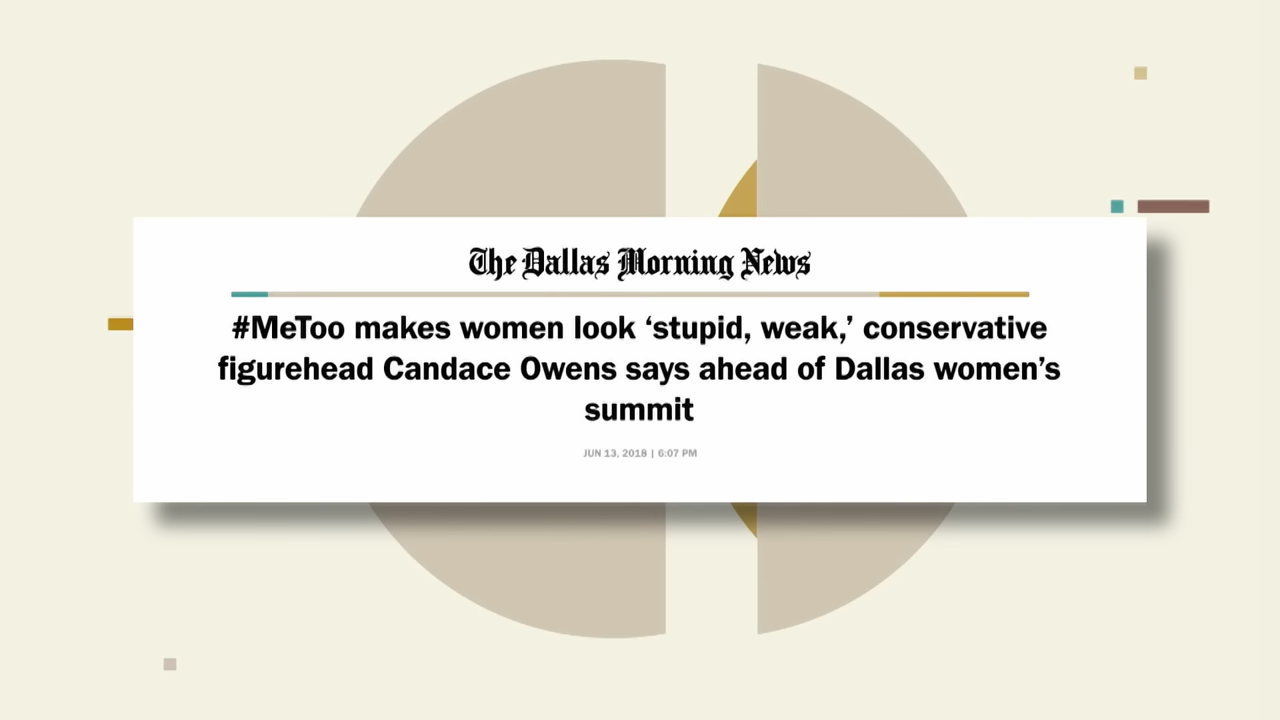 The Dallas Morning News
#MeToo makes women look ‘stupid, weak,’ conservative
figurehead Candace Owens says ahead of Dallas women’s
summit
JUN 13, 2018 | 6:07 PM